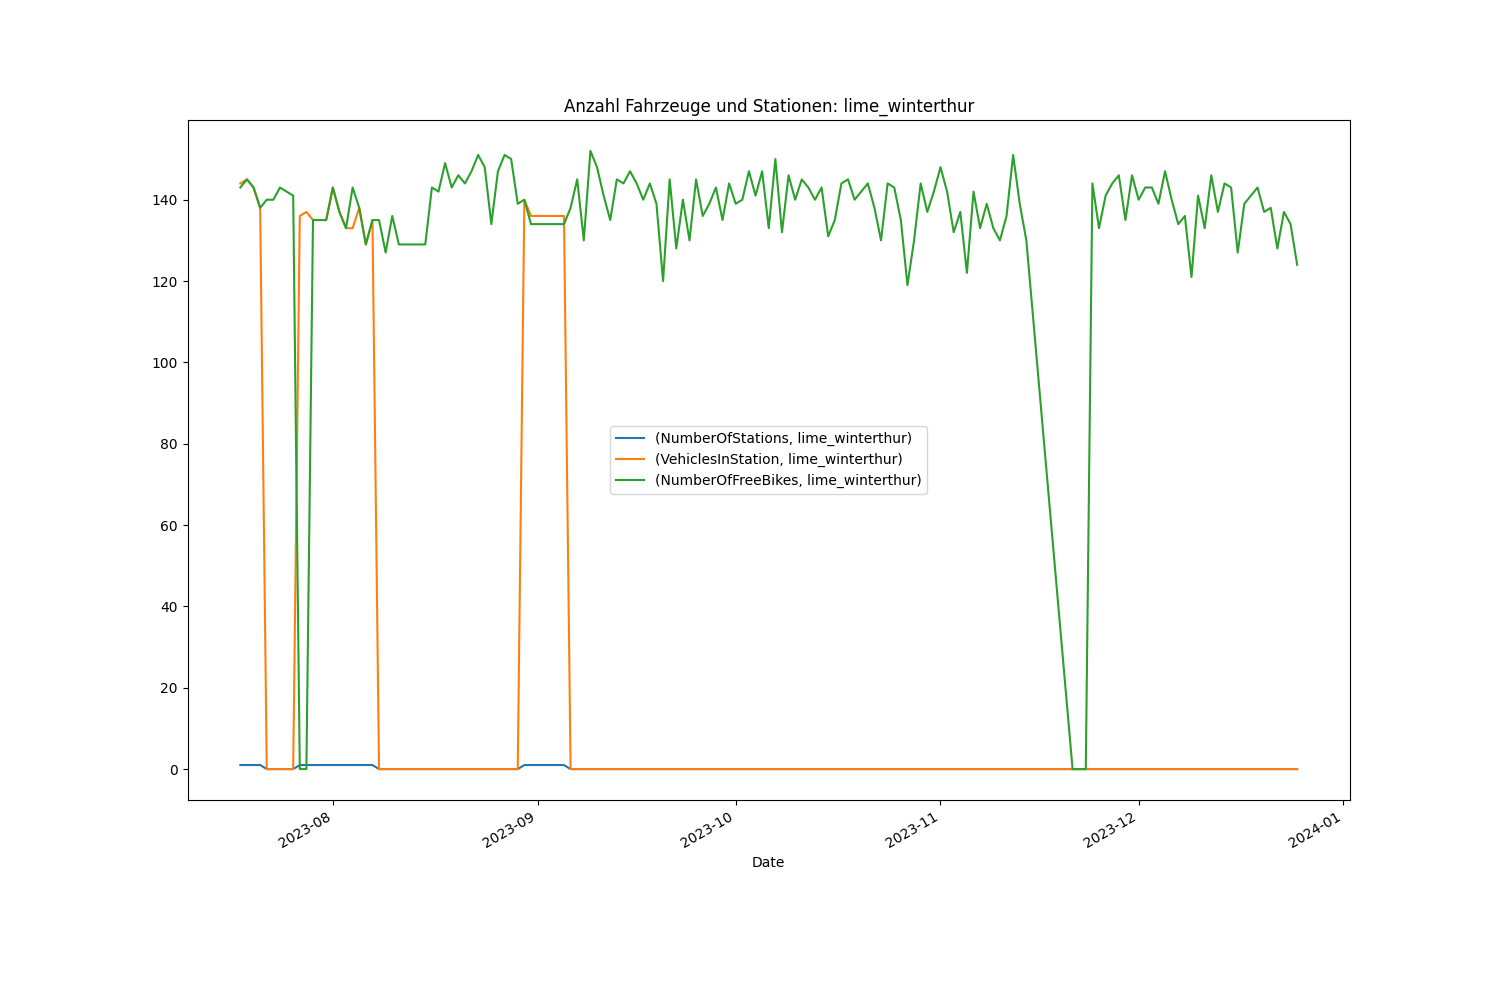 Anzahl Fahrzeuge und Stationen: lime_winterthur
140
120
100
80
60
40
20
0
(NumberOfStations, lime_winterthur)
(VehiclesInStation, lime_winterthur)
(NumberOfFreeBikes, lime_winterthur)
2023-08
2023-09
2023-10
2023-11
2023-12
2024-01
Date